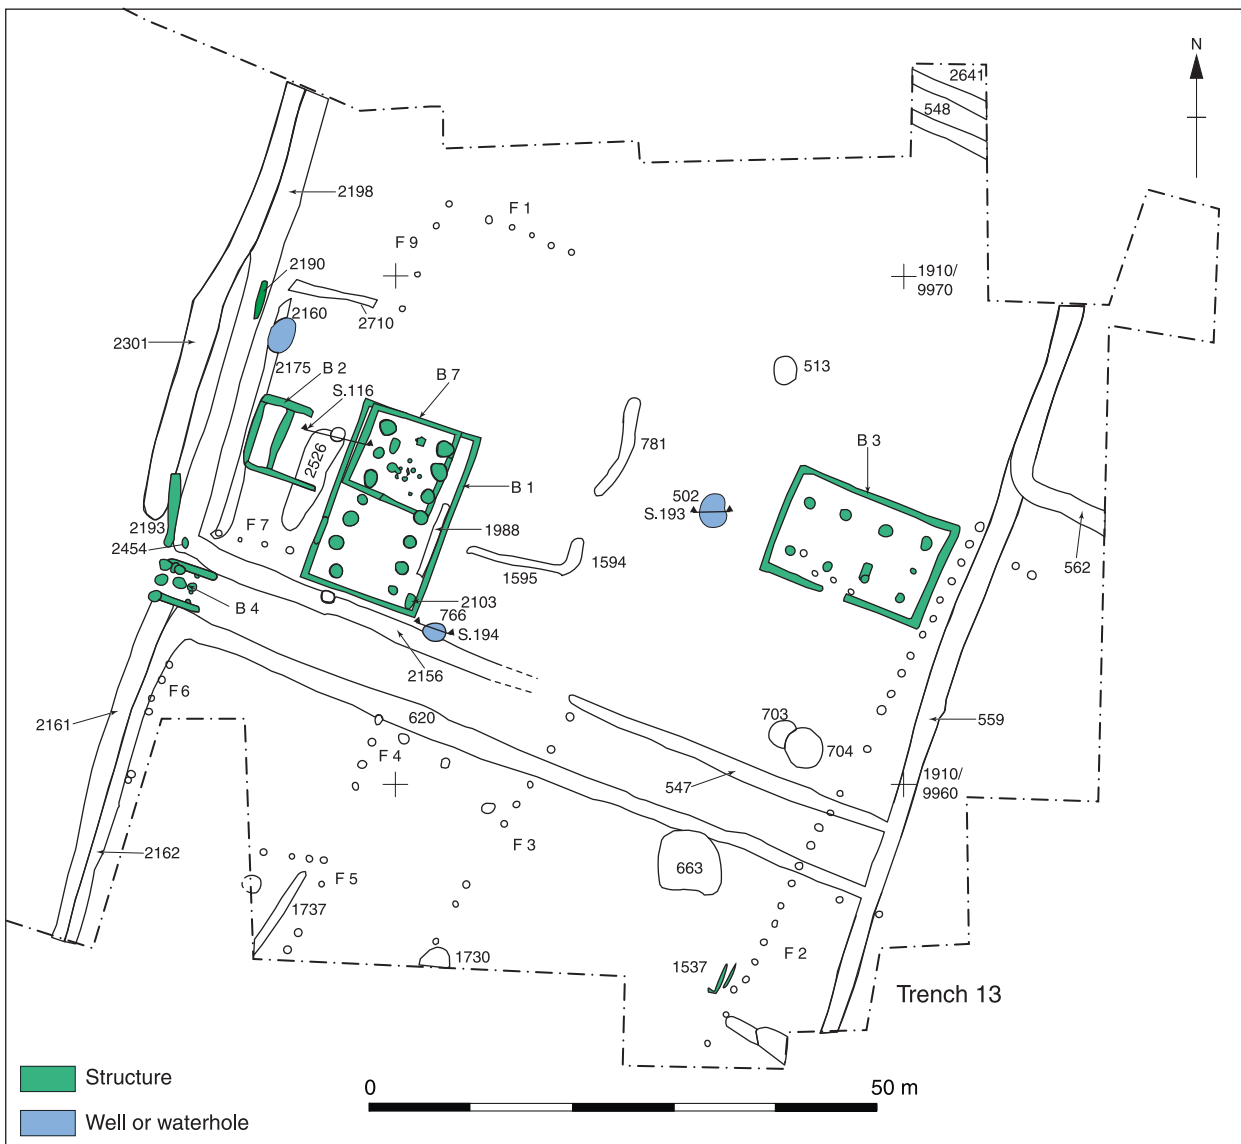 N
2641
548
2198
F 1
F 9
2190
1910/
9970
2160
2710
2301
513
2175
B 2
B 7
S.116
781
B 3
2526
502
B 1
S.193
1988
2193
F 7
2454
1594
562
1595
2103
B 4
766
S.194
2156
F 6
703
2161
620
559
704
F 4
547
1910/
9960
F 3
2162
663
F 5
1737
1730
F 2
1537
Trench 13
Structure
0
50 m
Well or waterhole